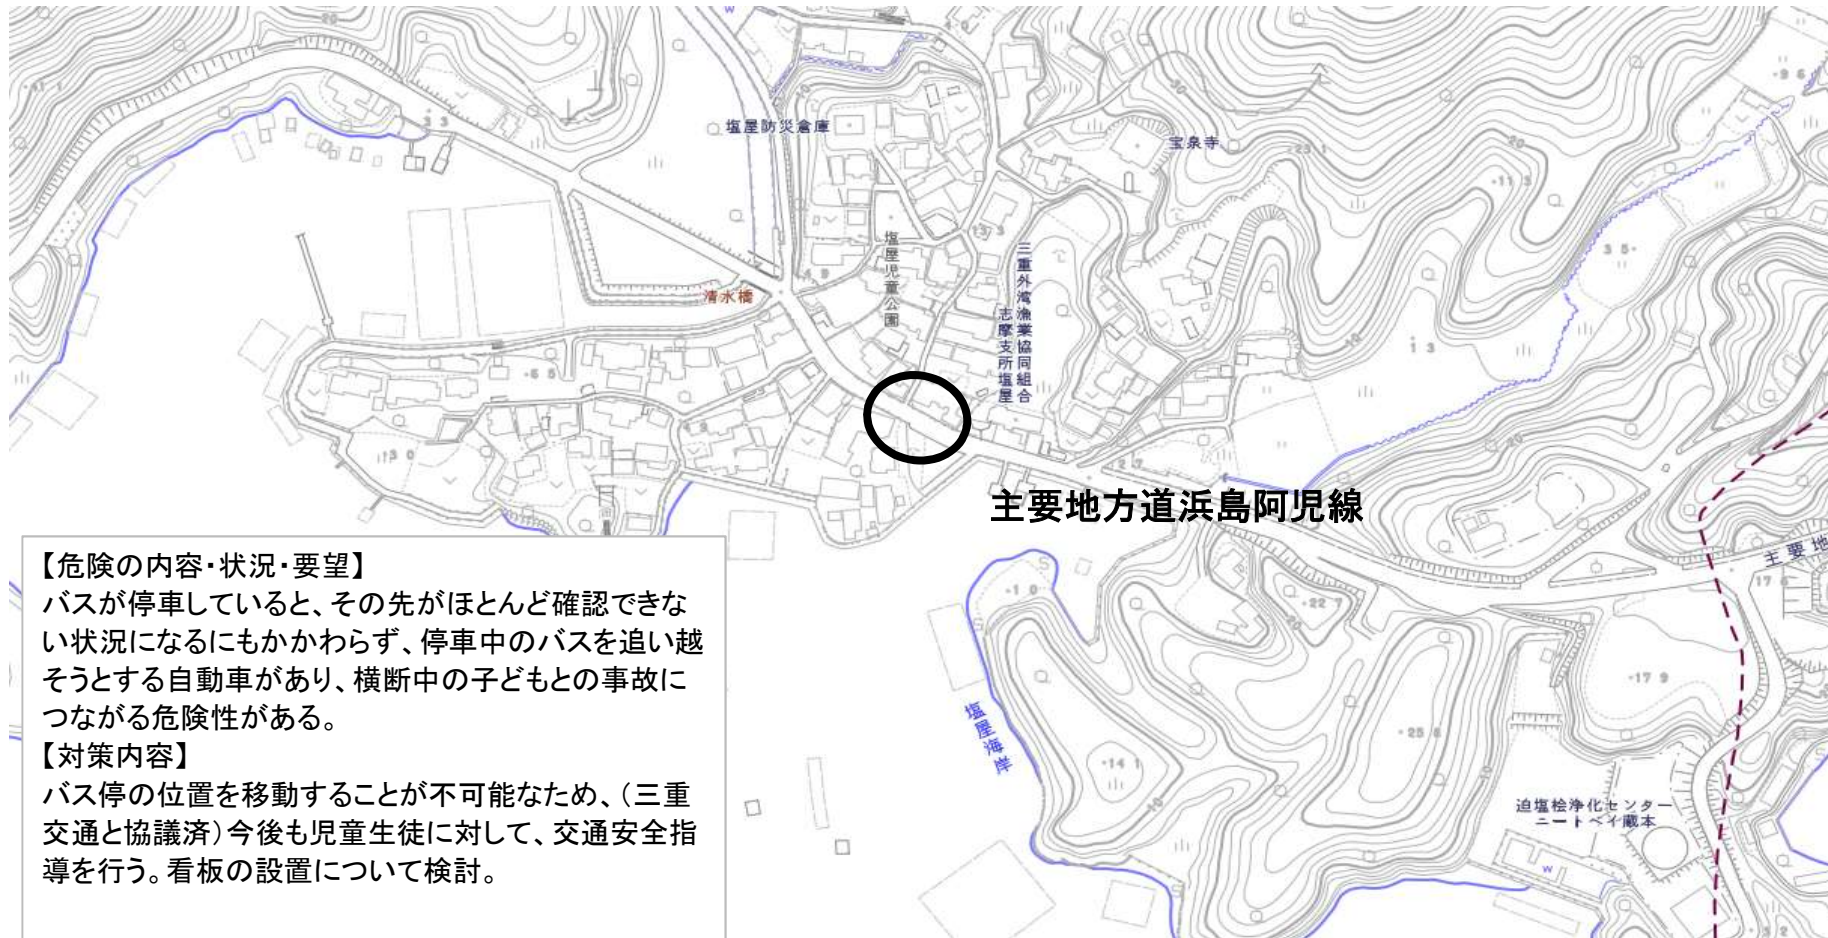 塩屋防災倉庫
宝泉寺
塩屋児童公園
三重外湾漁業協同組合
志摩支所塩屋
清水橋
主要地方道浜島阿児線
主要地
塩屋海岸
迫塩桧浄化センター
ニートベイ蔵本
【危険の内容・状況・要望】
バスが停車していると、その先がほとんど確認できな
い状況になるにもかかわらず、停車中のバスを追い越
そうとする自動車があり、横断中の子どもとの事故に
つながる危険性がある。
【対策内容】
バス停の位置を移動することが不可能なため、（三重
交通と協議済）今後も児童生徒に対して、交通安全指
導を行う。看板の設置について検討。